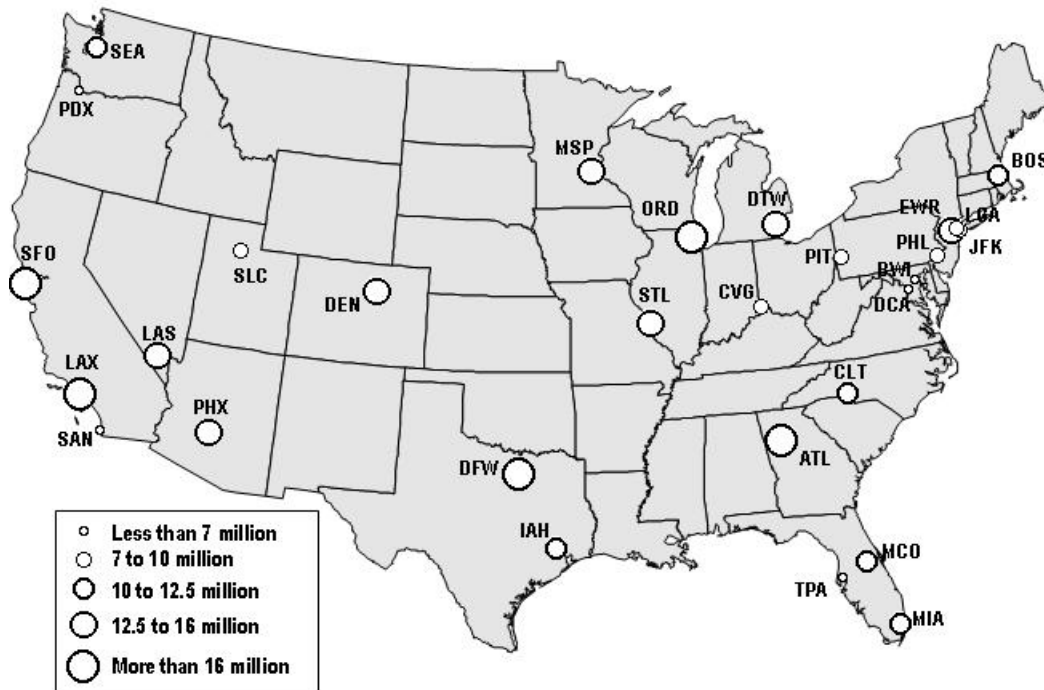 SEA
PDX
MSP
BOS
DTW
ORD
EWR
LGA
SFO
PHL
JFK
PIT
SLC
BWI
DEN
CVG
DCA
STL
LAS
LAX
CLT
PHX
SAN
DFW
ATL
IAH
MCO
TPA
MIA
Less than 7 million
7 to 10 million
10 to 12.5 million
12.5 to 16 million
More than 16 million